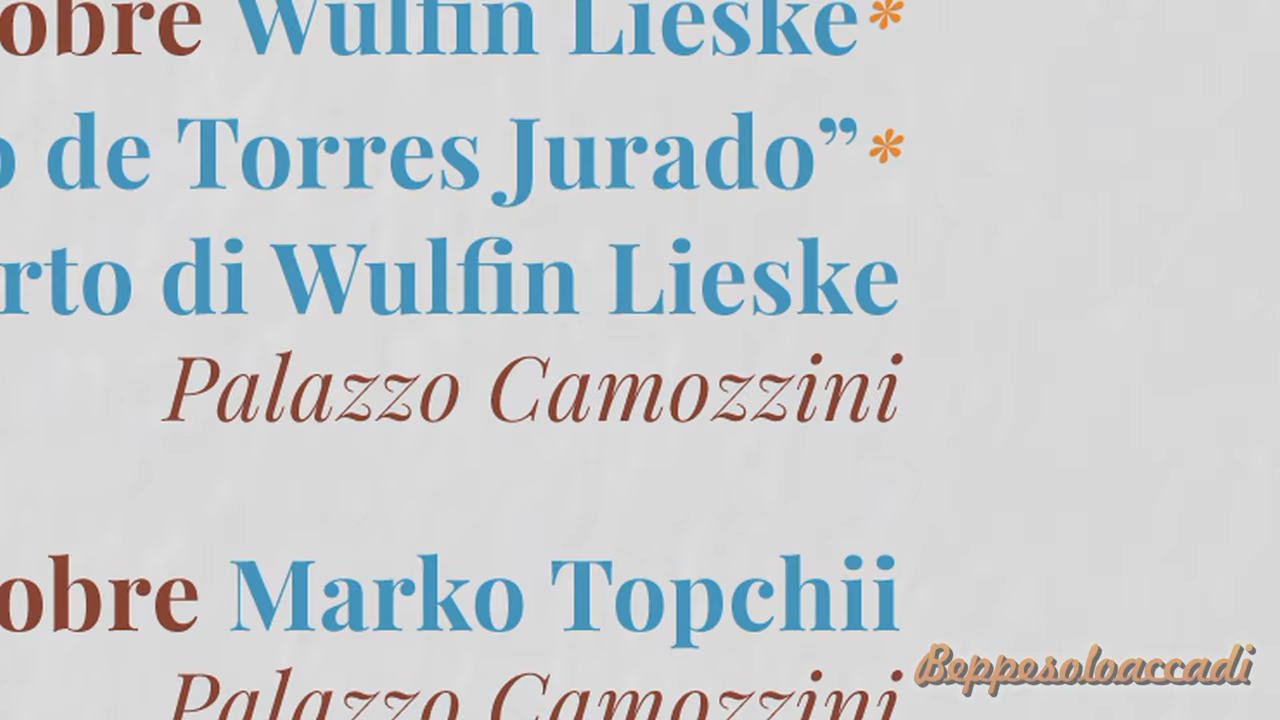 obre Wulfin Lieske*
o de Torres Jurado”*
rto di Wulfin Lieske
Palazzo Camozzini
obre Marko Topchii
Palazzo Camozzini
Beppesoloaccadi